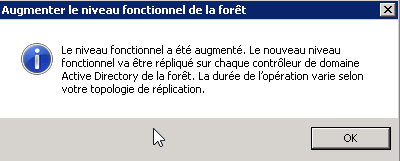 Augmenter le niveau fonctionnel de la forêt
Le niveau fonctionnel a été augmenté. Le nouveau niveau
fonctionnel va être répliqué sur chaque contrôleur de domaine
Active Directory de la forêt. La durée de l'opération varie selon
votre topologie de réplication.
OK